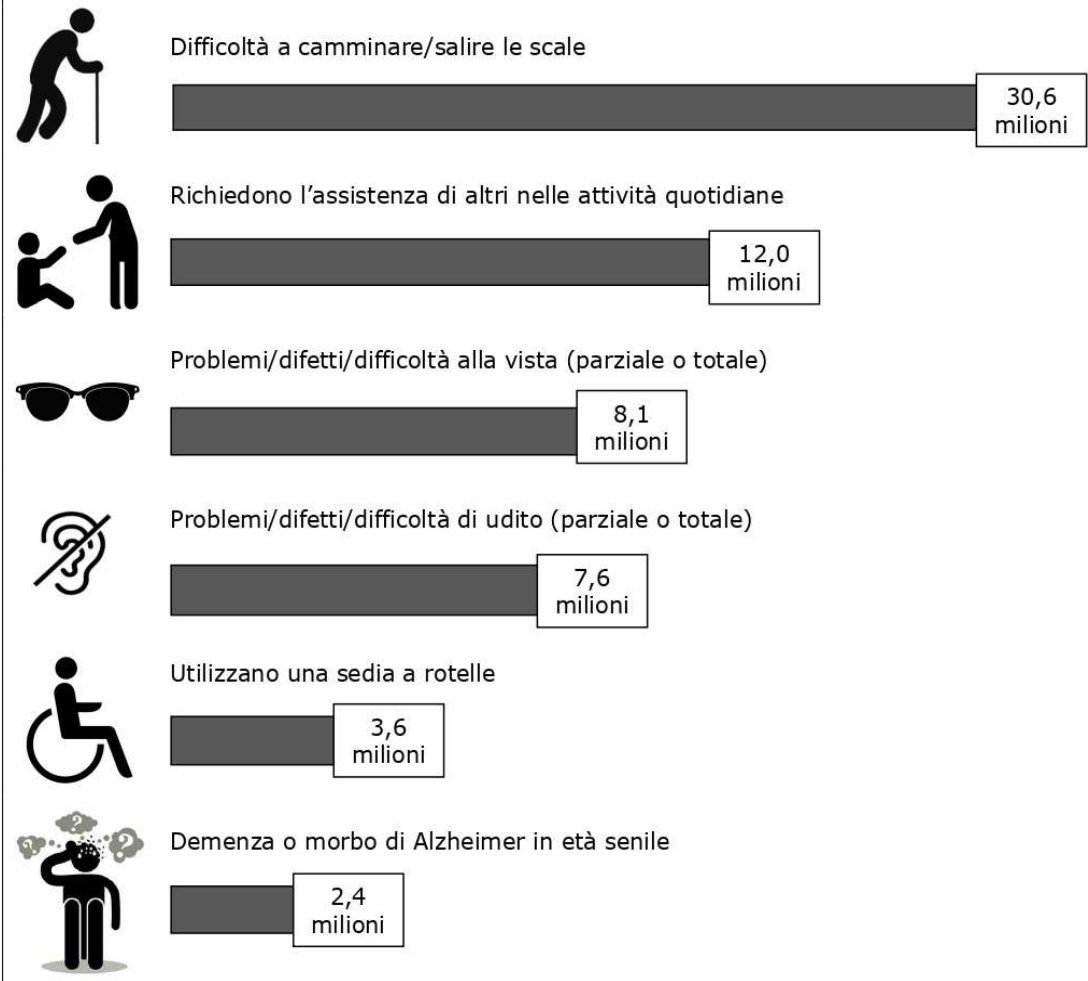 Difficoltà a camminare/salire le scale
30,6
milioni
Richiedono l’assistenza di altri nelle attività quotidiane
12,0
milioni
Problemi/difetti/difficoltà alla vista (parziale o totale)
8,1
milioni
Problemi/difetti/difficoltà di udito (parziale o totale)
7,6
milioni
Utilizzano una sedia a rotelle
3,6
milioni
? ? ?
Demenza o morbo di Alzheimer in età senile
2,4
milioni